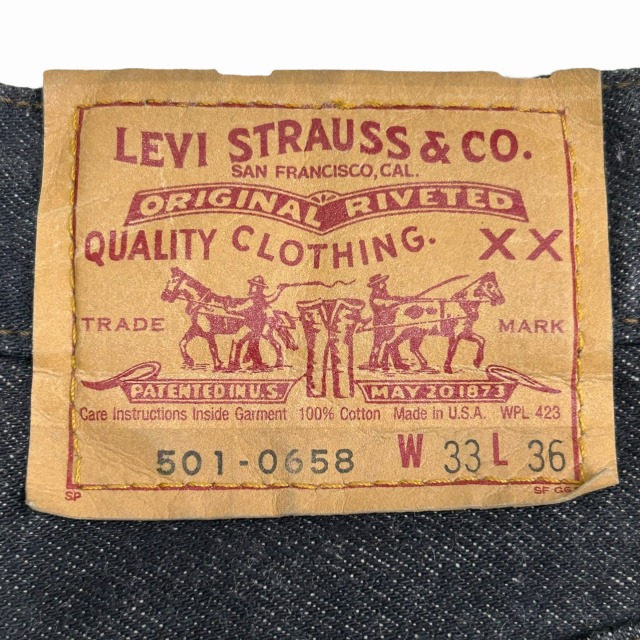 LEVI STRAUSS & CO.
SAN FRANCISCO, CAL.
ORIGINAL RIVETED
QUALITY CLOTHING. XX
TRADE MARK
PATENTED IN U.S. MAY 20 1873
Care Instructions Inside Garment 100% Cotton Made in U.S.A. WPL 423
501-0658 W 33 L 36
SP SF